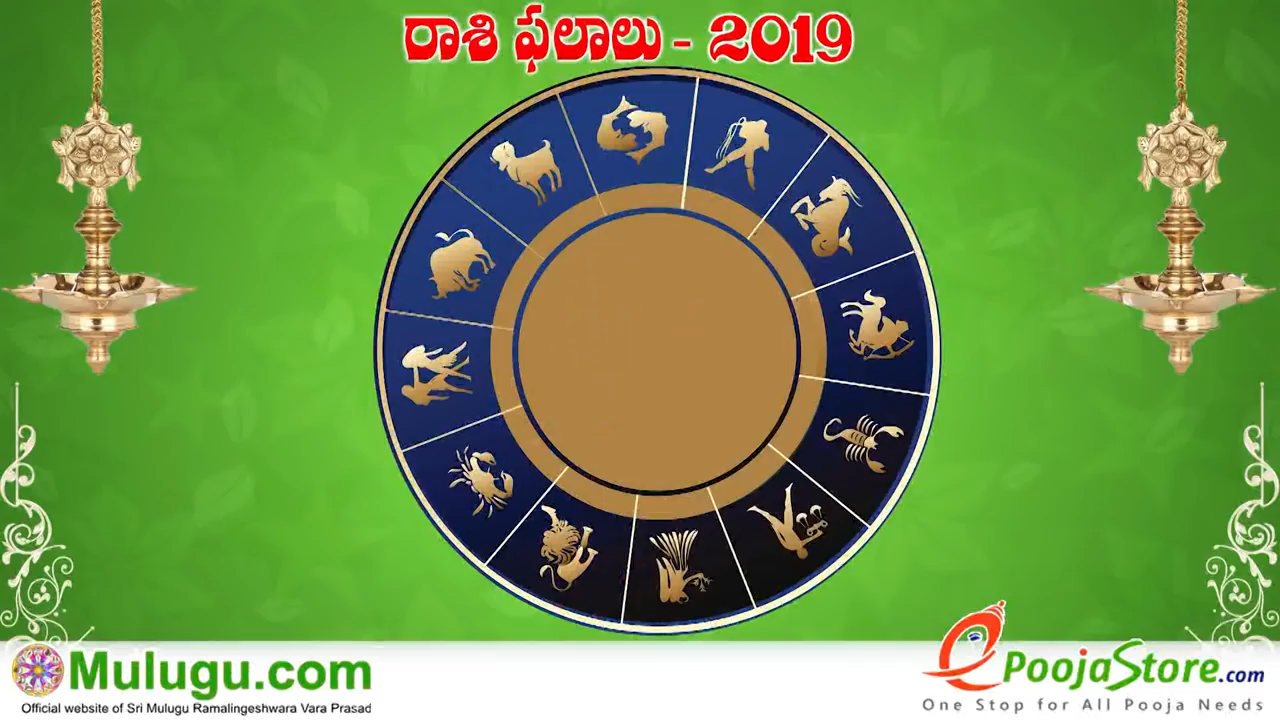 రాశి ఫలాలు - 2019
Mulugu.com
Official website of Sri Mulugu Ramalingeshwara Vara Prasad
ePoojaStore.com
One Stop for All Pooja Needs